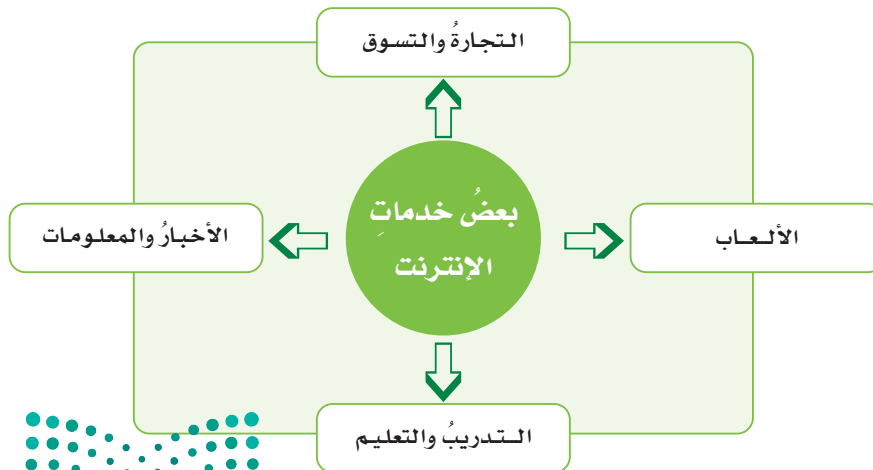 التجارةُ والتسوق
بعضُ خدماتِ
الإنترنت
الألعاب
الأخبارُ والمعلومات
التدريبُ والتعليم